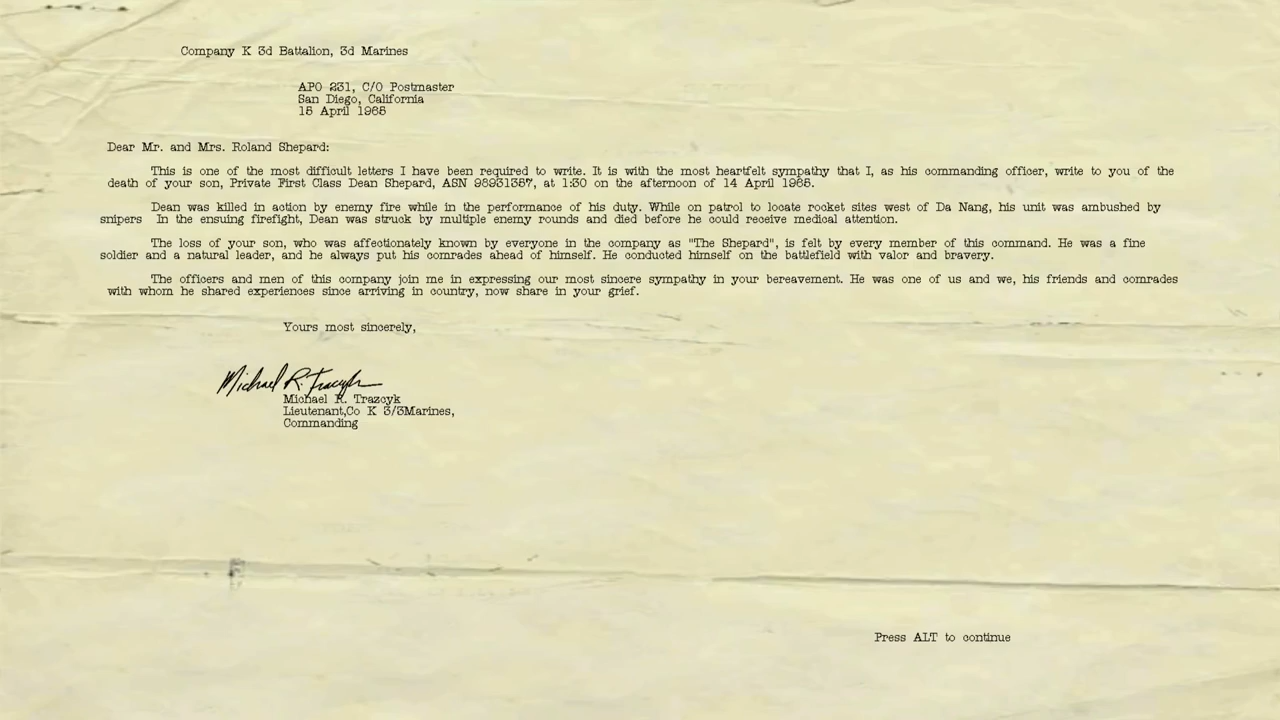 Company K 3d Battalion, 3d Marines
APO 231, C/O Postmaster
San Diego, California
15 April 1965
Dear Mr. and Mrs. Roland Shepard:
This is one of the most difficult letters I have been required to write. It is with the most heartfelt sympathy that I, as his commanding officer, write to you of the
death of your son, Private First Class Dean Shepard, ASN 98931357, at 1:30 on the afternoon of 14 April 1965.
Dean was killed in action by enemy fire while in the performance of his duty. While on patrol to locate rocket sites west of Da Nang, his unit was ambushed by
snipers In the ensuing firefight, Dean was struck by multiple enemy rounds and died before he could receive medical attention.
The loss of your son, who was affectionately known by everyone in the company as "The Shepard", is felt by every member of this command. He was a fine
soldier and a natural leader, and he always put his comrades ahead of himself. He conducted himself on the battlefield with valor and bravery.
The officers and men of this company join me in expressing our most sincere sympathy in your bereavement. He was one of us and we, his friends and comrades
with whom he shared experiences since arriving in country, now share in your grief.
Yours most sincerely,
Michael R. Trazcyk
Michael R. Trazcyk
Lieutenant,Co K 3/3Marines,
Commanding
Press ALT to continue